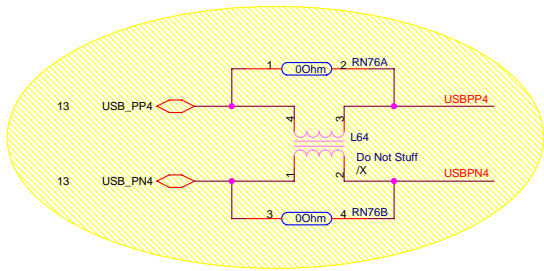 1 0Ohm 2 RN76A
13 USB_PP4 USBPP4
4 3
L64
Do Not Stuff
/X
1 2
13 USB_PN4 USBPN4
3 0Ohm 4 RN76B